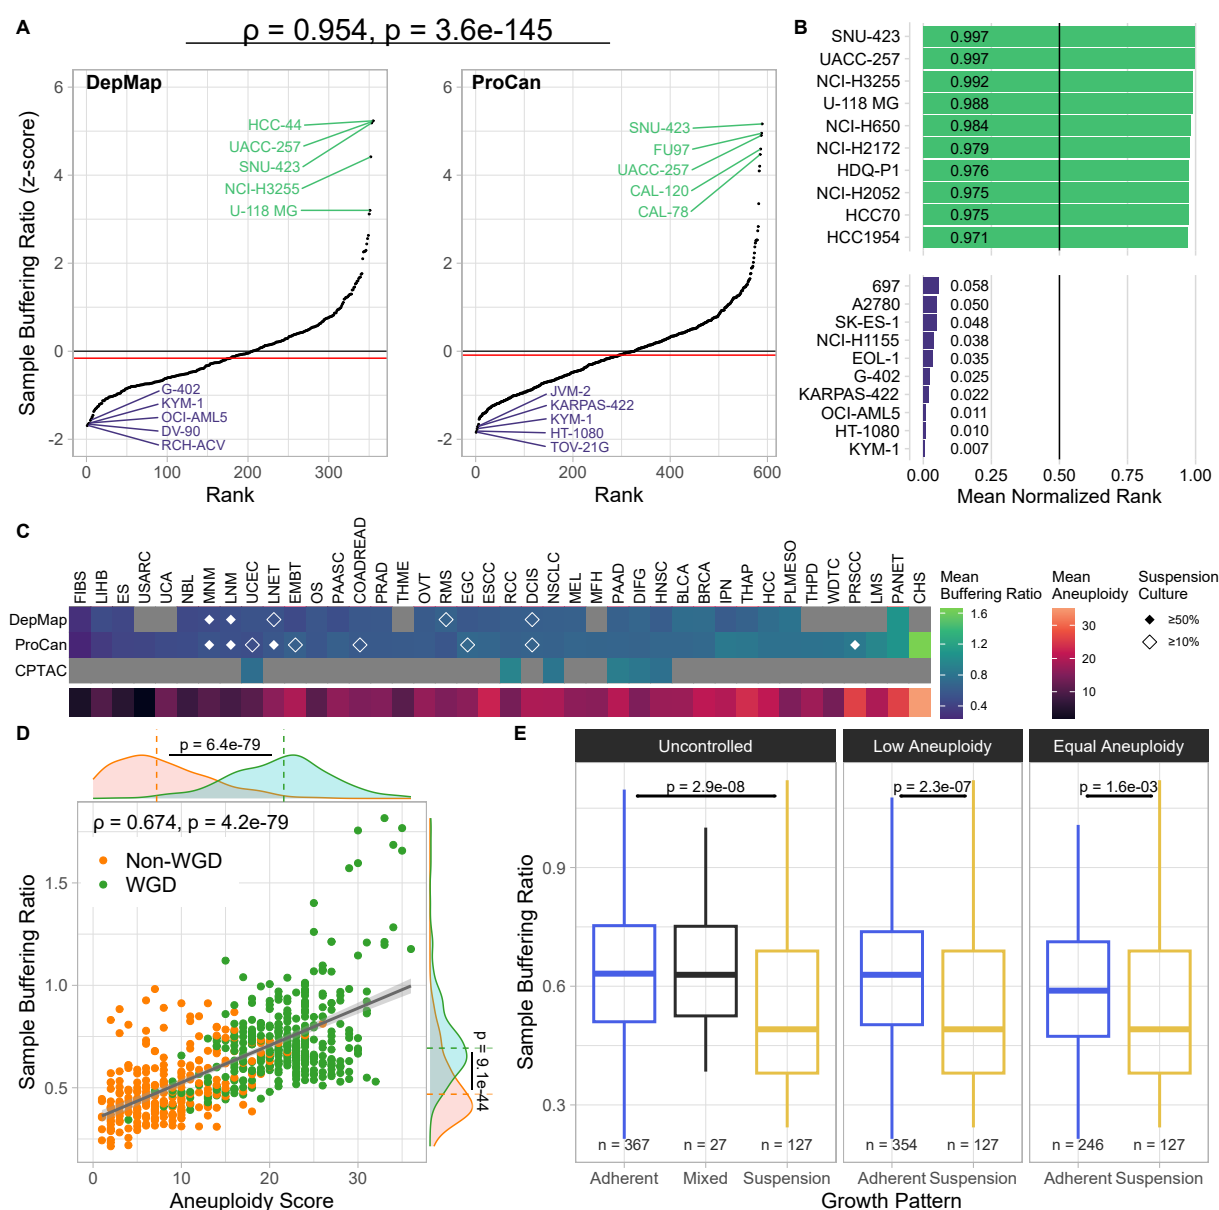 A
ρ = 0.954, p = 3.6e-145
DepMap
ProCan
Sample Buffering Ratio (z-score)
6
4
2
0
-2
HCC-44
UACC-257
SNU-423
NCI-H3255
U-118 MG
G-402
KYM-1
OCI-AML5
DV-90
RCH-ACV
0
100
200
300
Rank
6
4
2
0
-2
SNU-423
FU97
UACC-257
CAL-120
CAL-78
JVM-2
KARPAS-422
KYM-1
HT-1080
TOV-21G
0
200
400
600
Rank
B
SNU-423 0.997
UACC-257 0.997
NCI-H3255 0.992
U-118 MG 0.988
NCI-H650 0.984
NCI-H2172 0.979
HDQ-P1 0.976
NCI-H2052 0.975
HCC70 0.975
HCC1954 0.971
697 0.058
A2780 0.050
SK-ES-1 0.048
NCI-H1155 0.038
EOL-1 0.035
G-402 0.025
KARPAS-422 0.022
OCI-AML5 0.011
HT-1080 0.010
KYM-1 0.007
0.00 0.25 0.50 0.75 1.00
Mean Normalized Rank
C
FIBS
LIHB
ES
USARC
UCA
NBL
MNM
LNM
UCEC
LNET
EMBT
OS
PAASC
COADREAD
PRAD
THME
OVT
RMS
EGC
ESCC
RCC
DCIS
NSCLC
MEL
MFH
PAAD
DIFG
HNSC
BLCA
BRCA
IPN
THAP
HCC
PLMESO
THPD
WDTC
PRSCC
LMS
PANET
CHS
DepMap
ProCan
CPTAC
Mean
Buffering Ratio
1.6
1.2
0.8
0.4
Mean
Aneuploidy
30
20
10
Suspension
Culture
≥50%
≥10%
D
p = 6.4e-79
ρ = 0.674, p = 4.2e-79
Non-WGD
WGD
Sample Buffering Ratio
1.5
1.0
0.5
0
10
20
30
Aneuploidy Score
p = 9.1e-44
E
Uncontrolled
Low Aneuploidy
Equal Aneuploidy
p = 2.9e-08
p = 2.3e-07
p = 1.6e-03
Sample Buffering Ratio
0.9
0.6
0.3
n = 367
n = 27
n = 127
n = 354
n = 127
n = 246
n = 127
Adherent Mixed Suspension
Adherent Suspension
Adherent Suspension
Growth Pattern